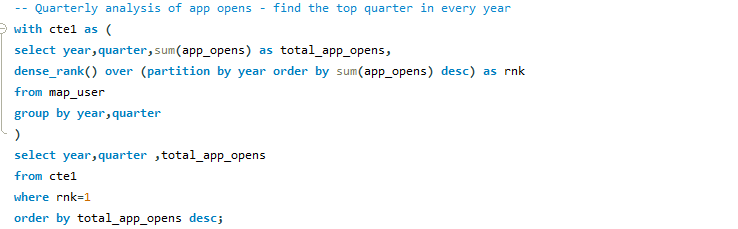 -- Quarterly analysis of app opens - find the top quarter in every year
with cte1 as (
select year,quarter,sum(app_opens) as total_app_opens,
dense_rank() over (partition by year order by sum(app_opens) desc) as rnk
from map_user
group by year,quarter
)
select year,quarter ,total_app_opens
from cte1
where rnk=1
order by total_app_opens desc;